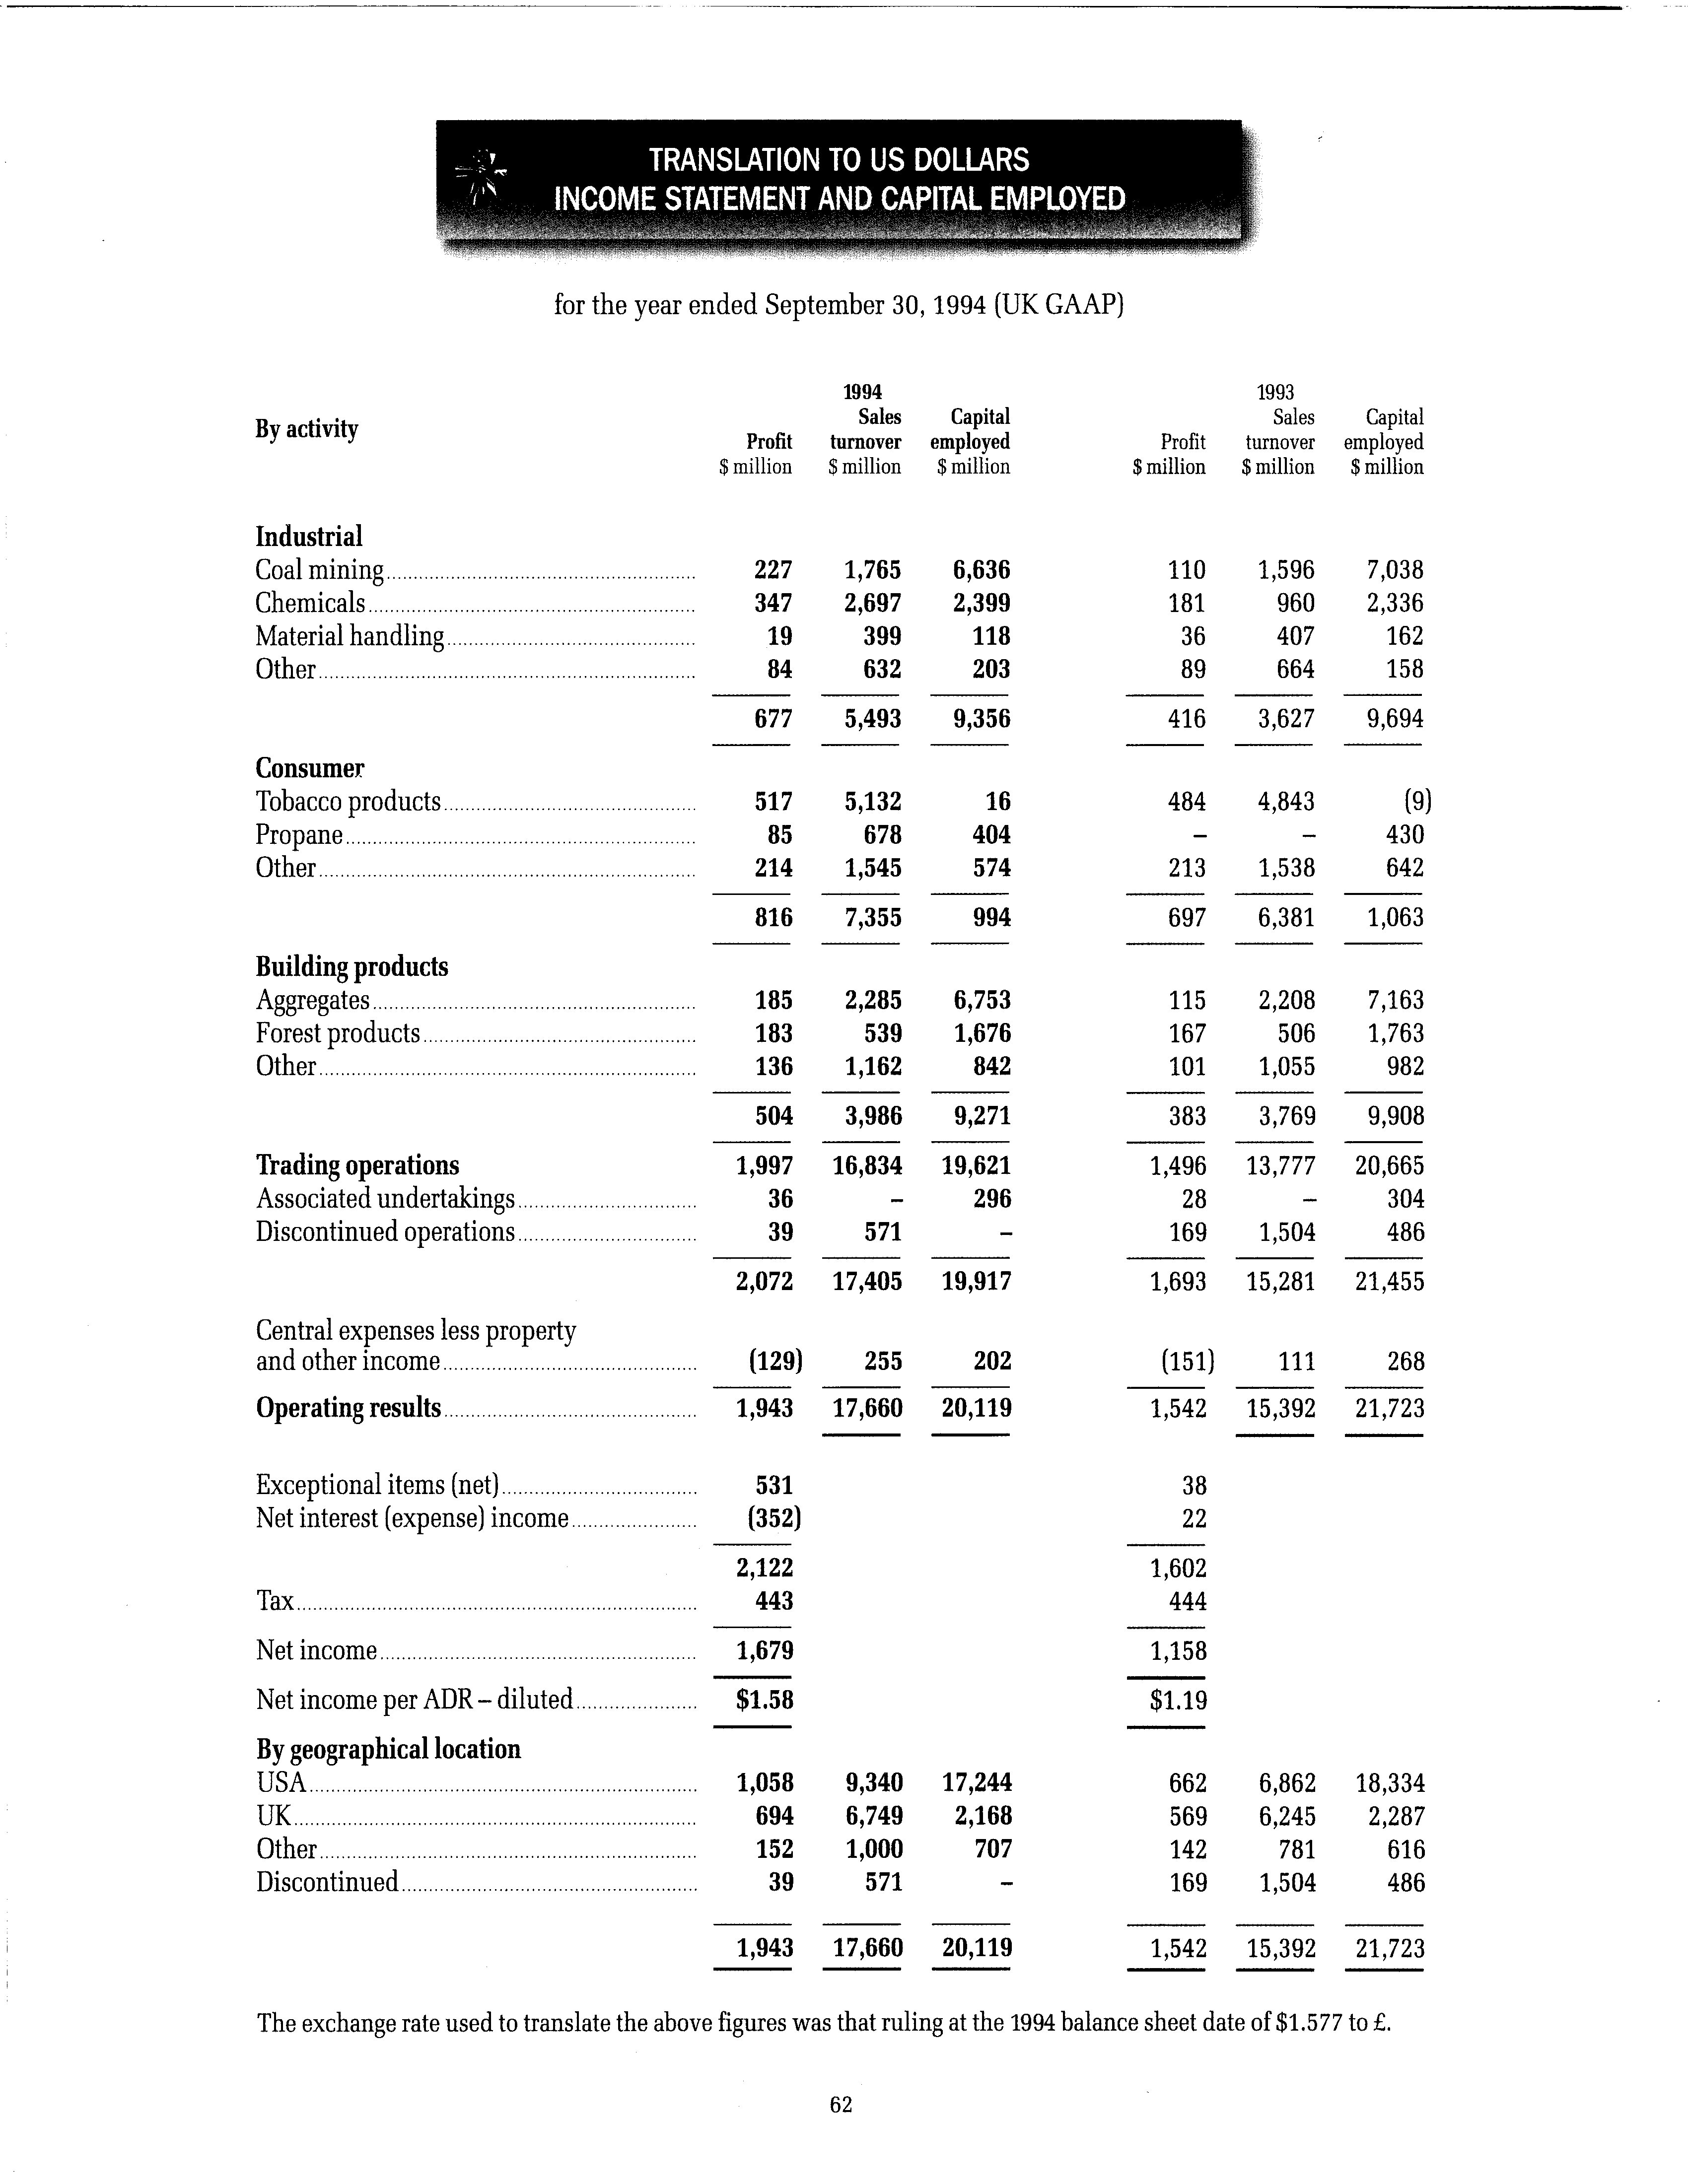 TRANSLATION TO US DOLLARS
INCOME STATEMENT AND CAPITAL EMPLOYED
for the year ended September 30, 1994 (UK GAAP)
1994 1993
Sales Capital Sales Capital
By activity
Profit turnover employed Profit turnover employed
$ million $ million $ million $ million $ million $ million
Industrial
Coal mining 227 1,765 6,636 110 1,596 7,038
Chemicals 347 2,697 2,399 181 960 2,336
Material handling 19 399 118 36 407 162
Other 84 632 203 89 664 158
677 5,493 9,356 416 3,627 9,694
Consumer
Tobacco products 517 5,132 16 484 4,843 (9)
Propane 85 678 404 – – 430
Other 214 1,545 574 213 1,538 642
816 7,355 994 697 6,381 1,063
Building products
Aggregates 185 2,285 6,753 115 2,208 7,163
Forest products 183 539 1,676 167 506 1,763
Other 136 1,162 842 101 1,055 982
504 3,986 9,271 383 3,769 9,908
Trading operations 1,997 16,834 19,621 1,496 13,777 20,665
Associated undertakings 36 – 296 28 – 304
Discontinued operations 39 571 – 169 1,504 486
2,072 17,405 19,917 1,693 15,281 21,455
Central expenses less property
and other income (129) 255 202 (151) 111 268
Operating results 1,943 17,660 20,119 1,542 15,392 21,723
Exceptional items (net) 531 38
Net interest (expense) income (352) 22
2,122 1,602
Tax 443 444
Net income 1,679 1,158
Net income per ADR – diluted $1.58 $1.19
By geographical location
USA 1,058 9,340 17,244 662 6,862 18,334
UK 694 6,749 2,168 569 6,245 2,287
Other 152 1,000 707 142 781 616
Discontinued 39 571 – 169 1,504 486
1,943 17,660 20,119 1,542 15,392 21,723
The exchange rate used to translate the above figures was that ruling at the 1994 balance sheet date of $1.577 to £.
62